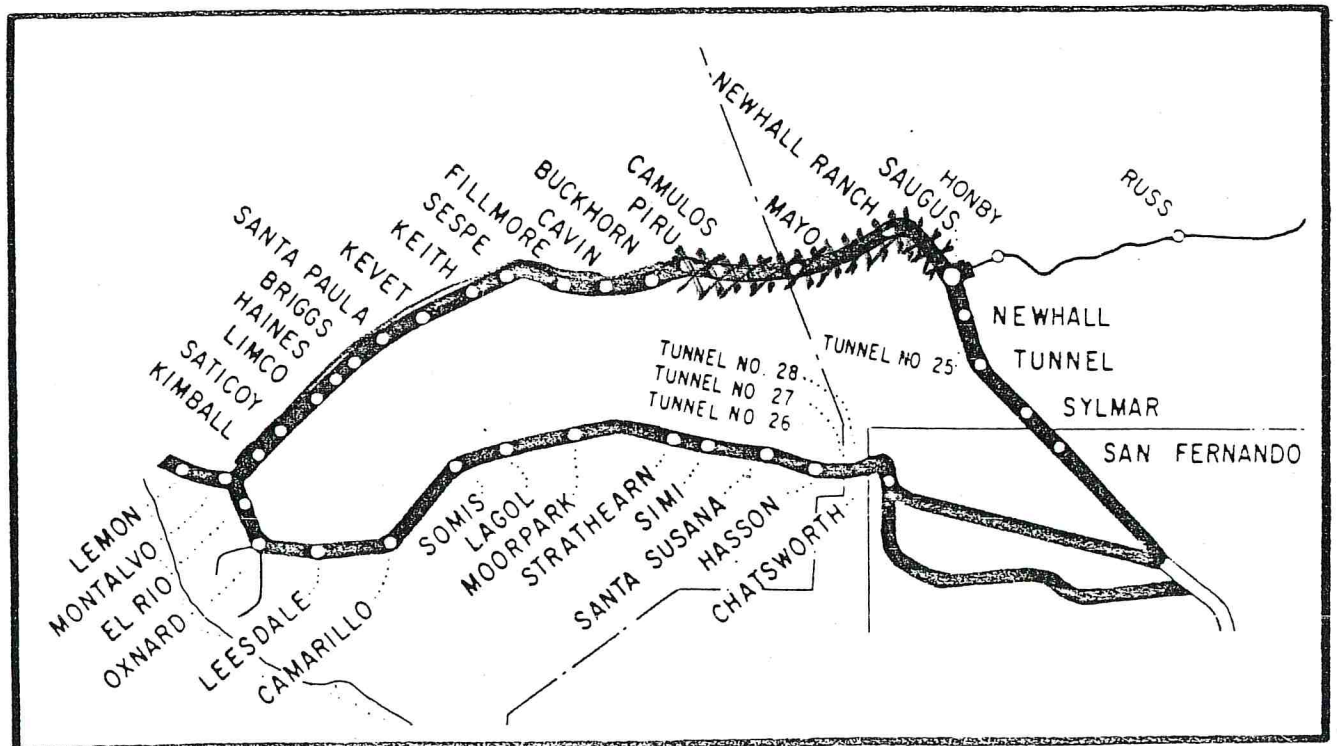 NEWHALL RANCH
SAUGUS
HONBY
RUSS
MAYO
CAMULOS
PIRU
BUCKHORN
CAVIN
FILLMORE
SESPE
KEITH
KEVET
SANTA PAULA
BRIGGS
HAINES
LIMCO
SATICOY
KIMBALL
NEWHALL
TUNNEL
TUNNEL NO 25
TUNNEL NO. 28
TUNNEL NO 27
TUNNEL NO 26
SYLMAR
SAN FERNANDO
LEMON
MONTALVO
EL RIO
OXNARD
LEESDALE
CAMARILLO
SOMIS
LAGOL
MOORPARK
STRATHEARN
SIMI
SANTA SUSANA
HASSON
CHATSWORTH